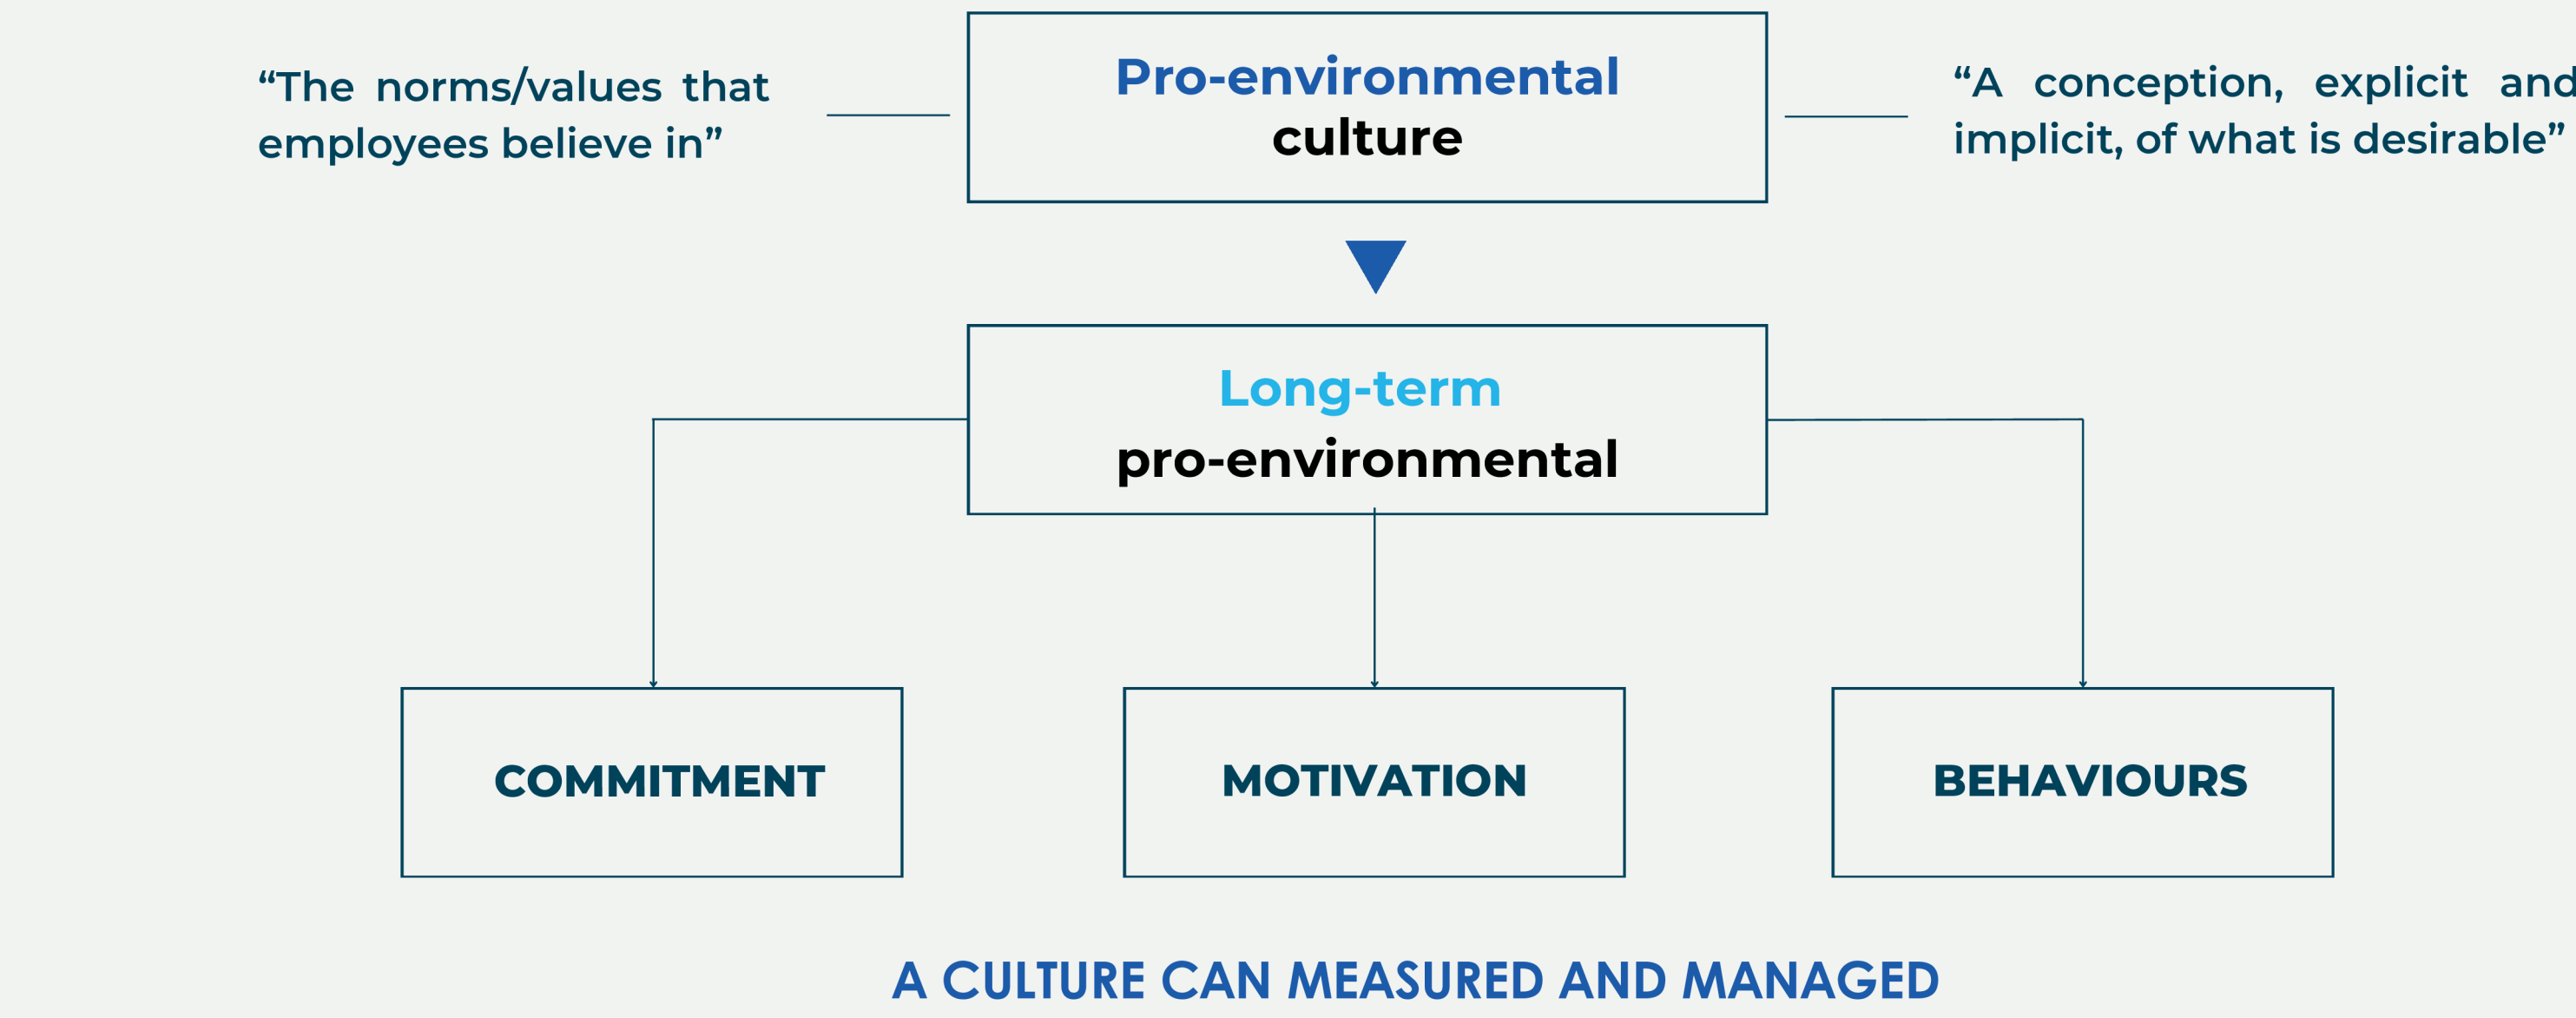 “The norms/values that
employees believe in”
Pro-environmental
culture
“A conception, explicit and
implicit, of what is desirable”
Long-term
pro-environmental
COMMITMENT
MOTIVATION
BEHAVIOURS
A CULTURE CAN MEASURED AND MANAGED